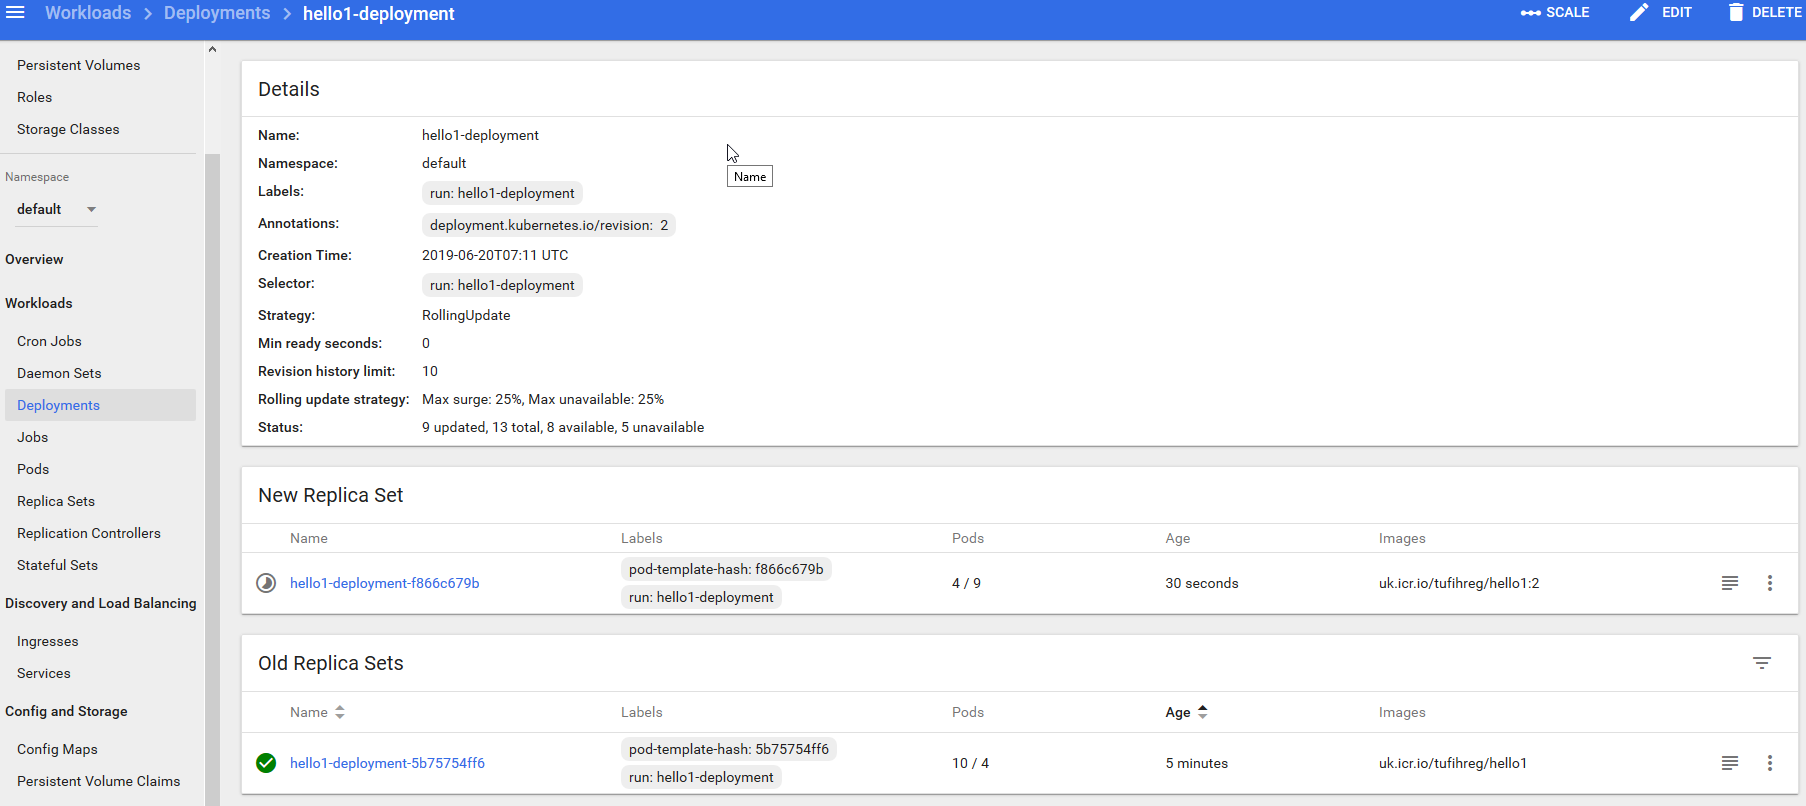 Workloads > Deployments > hello1-deployment SCALE EDIT DELETE
Persistent Volumes
Roles
Storage Classes
Namespace
default
Overview
Workloads
Cron Jobs
Daemon Sets
Deployments
Jobs
Pods
Replica Sets
Replication Controllers
Stateful Sets
Discovery and Load Balancing
Ingresses
Services
Config and Storage
Config Maps
Persistent Volume Claims
Details
Name: hello1-deployment
Name
Namespace: default
Labels: run: hello1-deployment
Annotations: deployment.kubernetes.io/revision: 2
Creation Time: 2019-06-20T07:11 UTC
Selector: run: hello1-deployment
Strategy: RollingUpdate
Min ready seconds: 0
Revision history limit: 10
Rolling update strategy: Max surge: 25%, Max unavailable: 25%
Status: 9 updated, 13 total, 8 available, 5 unavailable
New Replica Set
Name Labels Pods Age Images
pod-template-hash: f866c679b
hello1-deployment-f866c679b 4 / 9 30 seconds uk.icr.io/tufihreg/hello1:2
run: hello1-deployment
Old Replica Sets
Name Labels Pods Age Images
pod-template-hash: 5b75754ff6
hello1-deployment-5b75754ff6 10 / 4 5 minutes uk.icr.io/tufihreg/hello1
run: hello1-deployment